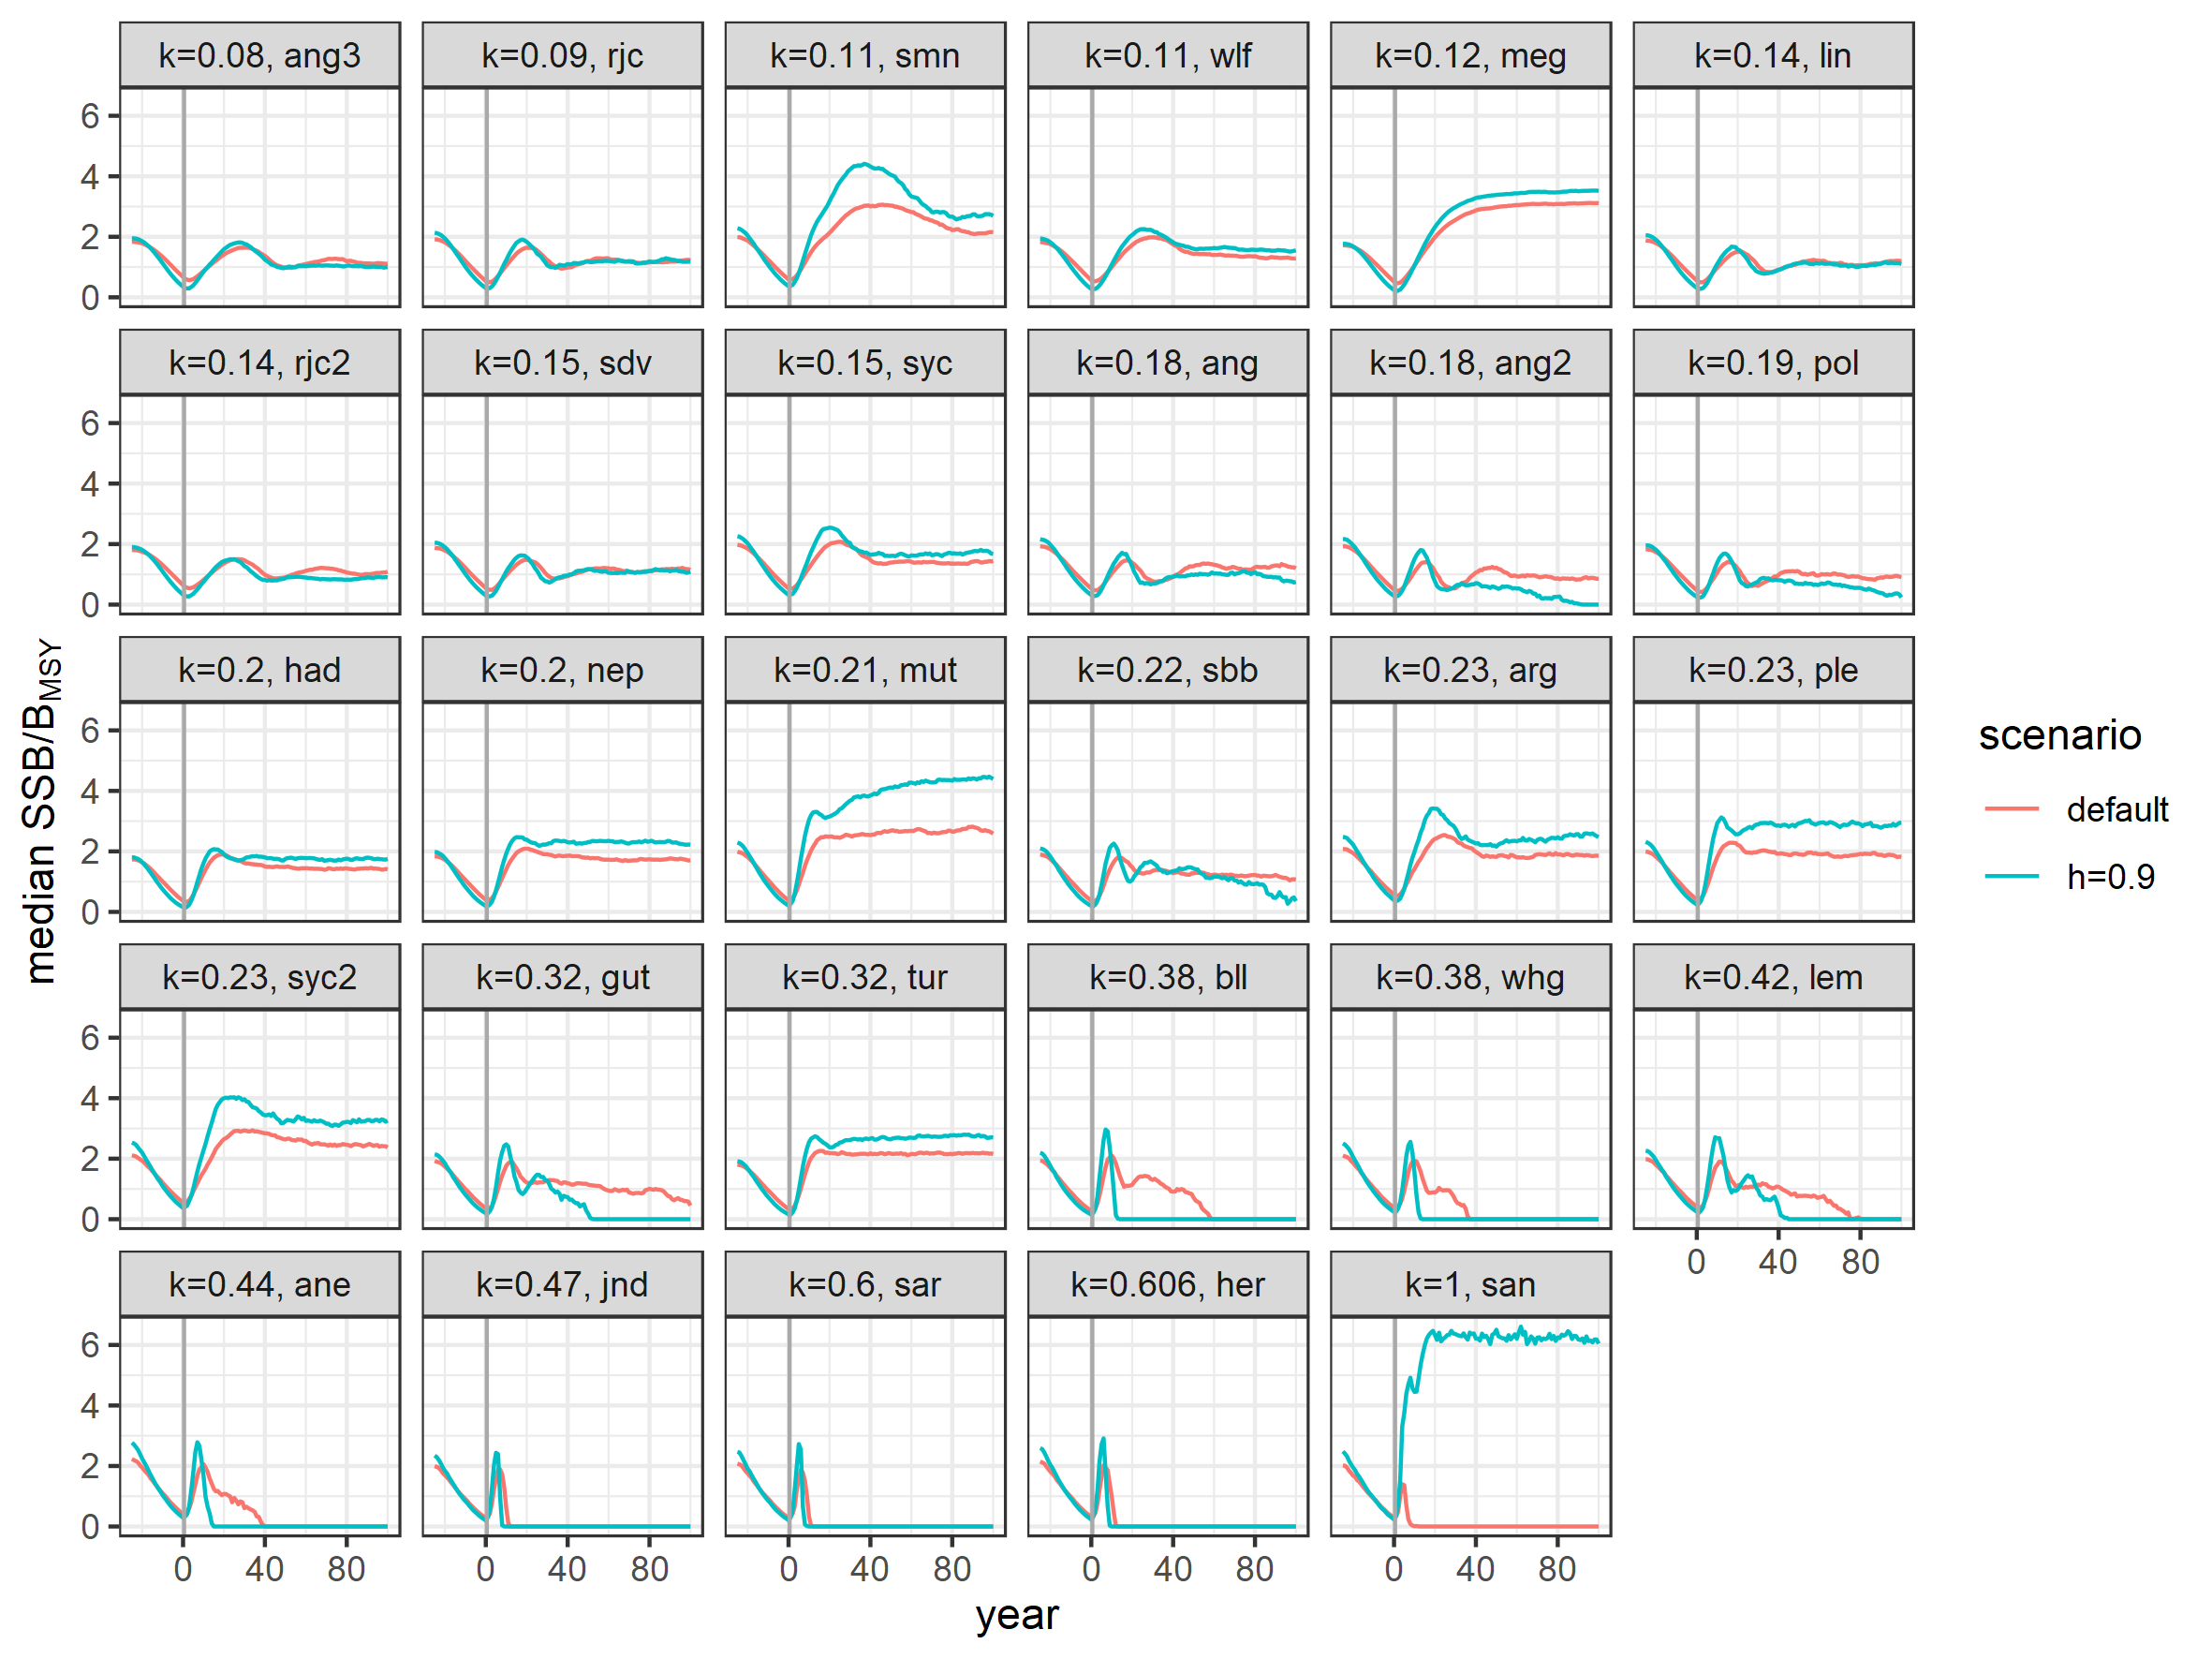 k=0.08, ang3
k=0.09, rjc
k=0.11, smn
k=0.11, wlf
k=0.12, meg
k=0.14, lin
6
4
2
0
k=0.14, rjc2
k=0.15, sdv
k=0.15, syc
k=0.18, ang
k=0.18, ang2
k=0.19, pol
6
4
2
0
k=0.2, had
k=0.2, nep
k=0.21, mut
k=0.22, sbb
k=0.23, arg
k=0.23, ple
6
4
2
0
k=0.23, syc2
k=0.32, gut
k=0.32, tur
k=0.38, bll
k=0.38, whg
k=0.42, lem
6
4
2
0
0 40 80
k=0.44, ane
k=0.47, jnd
k=0.6, sar
k=0.606, her
k=1, san
6
4
2
0
0 40 80
0 40 80
0 40 80
0 40 80
0 40 80
year
median SSB/BMSY
scenario
default
h=0.9